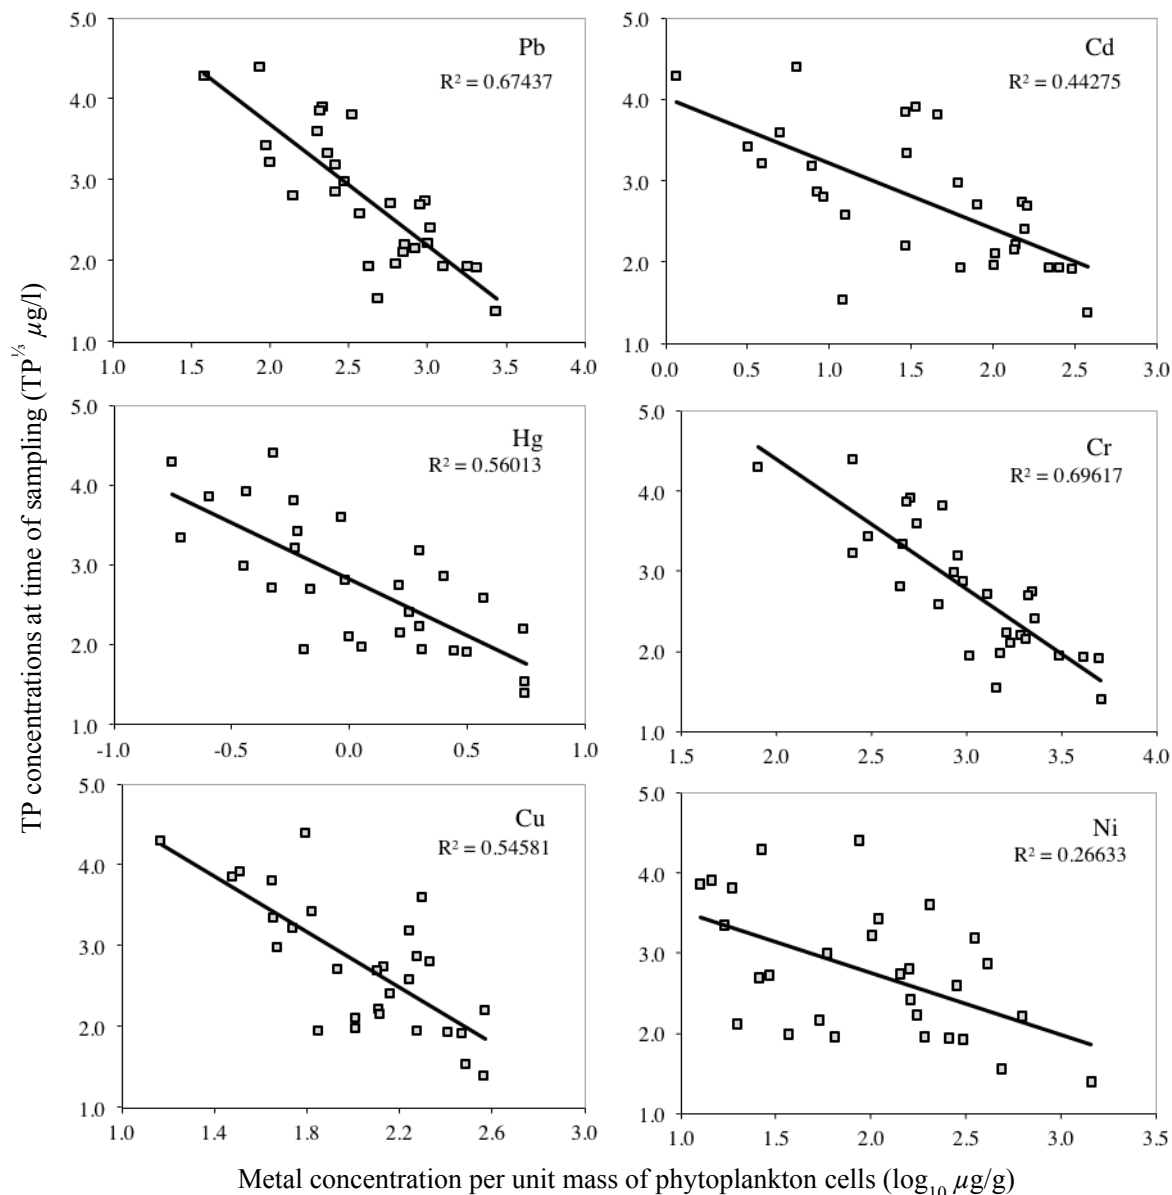 TP concentrations at time of sampling (TP^⅓ µg/l)
5.0
4.0
3.0
2.0
1.0
Pb
R² = 0.67437
1.0 1.5 2.0 2.5 3.0 3.5 4.0
5.0
4.0
3.0
2.0
1.0
Cd
R² = 0.44275
0.0 0.5 1.0 1.5 2.0 2.5 3.0
5.0
4.0
3.0
2.0
1.0
Hg
R² = 0.56013
-1.0 -0.5 0.0 0.5 1.0
5.0
4.0
3.0
2.0
1.0
Cr
R² = 0.69617
1.5 2.0 2.5 3.0 3.5 4.0
5.0
4.0
3.0
2.0
1.0
Cu
R² = 0.54581
1.0 1.4 1.8 2.2 2.6 3.0
5.0
4.0
3.0
2.0
1.0
Ni
R² = 0.26633
1.0 1.5 2.0 2.5 3.0 3.5
Metal concentration per unit mass of phytoplankton cells (log₁₀ µg/g)